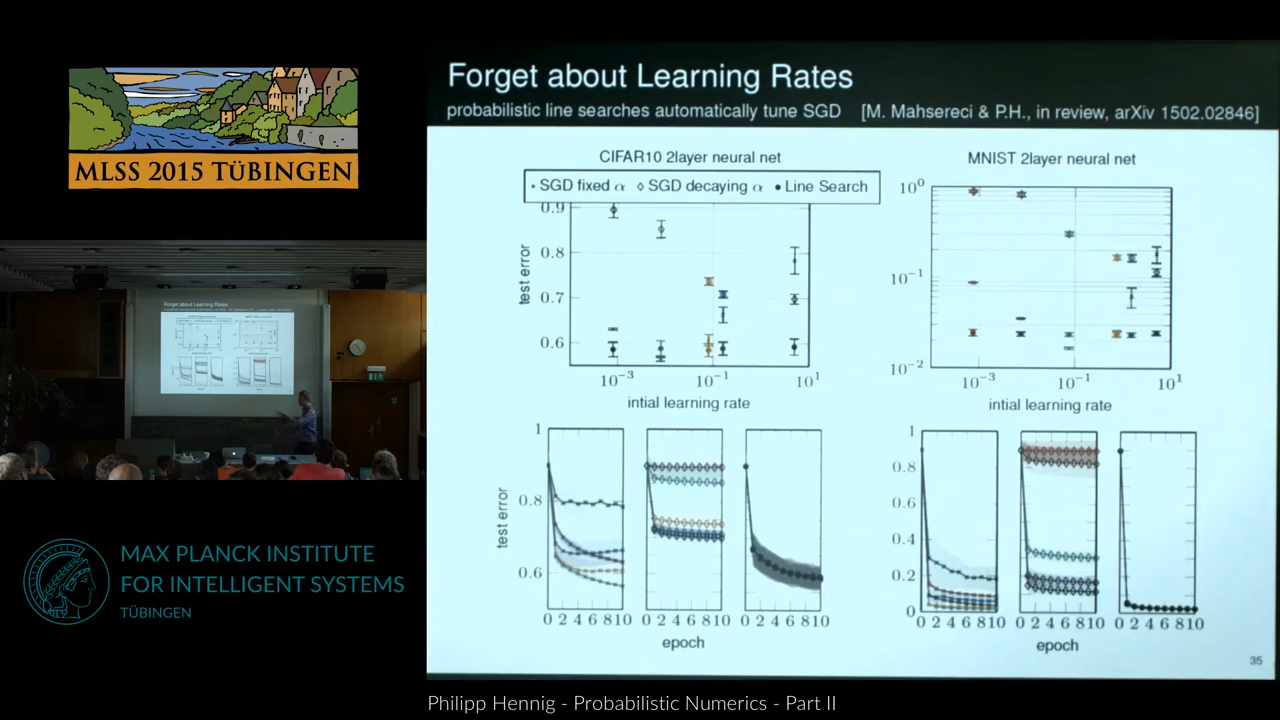 MLSS 2015 TÜBINGEN
MAX PLANCK INSTITUTE
FOR INTELLIGENT SYSTEMS
TÜBINGEN
Forget about Learning Rates
probabilistic line searches automatically tune SGD [M. Mahsereci & P.H., in review, arXiv 1502.02846]
CIFAR10 2layer neural net
SGD fixed α SGD decaying α Line Search
0.9
0.8
0.7
0.6
test error
10⁻³ 10⁻¹ 10¹
intial learning rate
MNIST 2layer neural net
10⁰
10⁻¹
10⁻²
10⁻³ 10⁻¹ 10¹
intial learning rate
1
0.8
0.6
test error
0 2 4 6 8 10 0 2 4 6 8 10 0 2 4 6 8 10
epoch
1
0.8
0.6
0.4
0.2
0
0 2 4 6 8 10 0 2 4 6 8 10 0 2 4 6 8 10
epoch
35
Philipp Hennig - Probabilistic Numerics - Part II